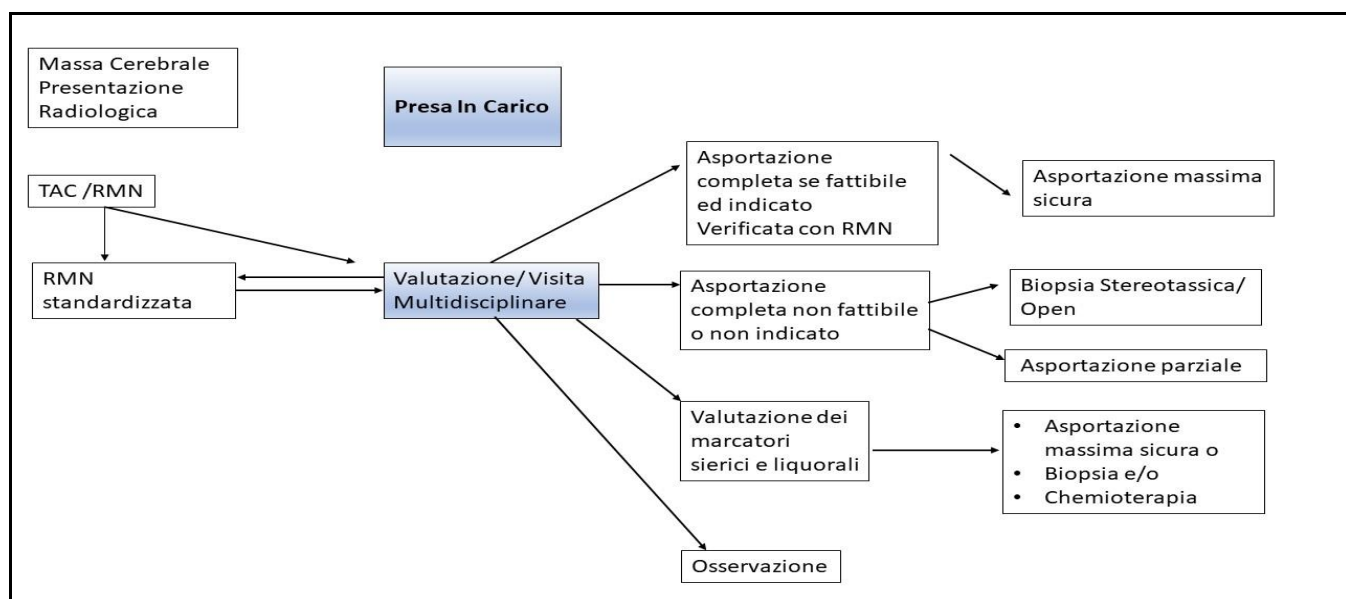 Massa Cerebrale
Presentazione
Radiologica
Presa In Carico
TAC /RMN
RMN
standardizzata
Valutazione/Visita
Multidisciplinare
Asportazione
completa se fattibile
ed indicato
Verificata con RMN
Asportazione massima
sicura
Asportazione
completa non fattibile
o non indicato
Biopsia Stereotassica/
Open
Asportazione parziale
Valutazione dei
marcatori
sierici e liquorali
• Asportazione
massima sicura o
• Biopsia e/o
• Chemioterapia
Osservazione